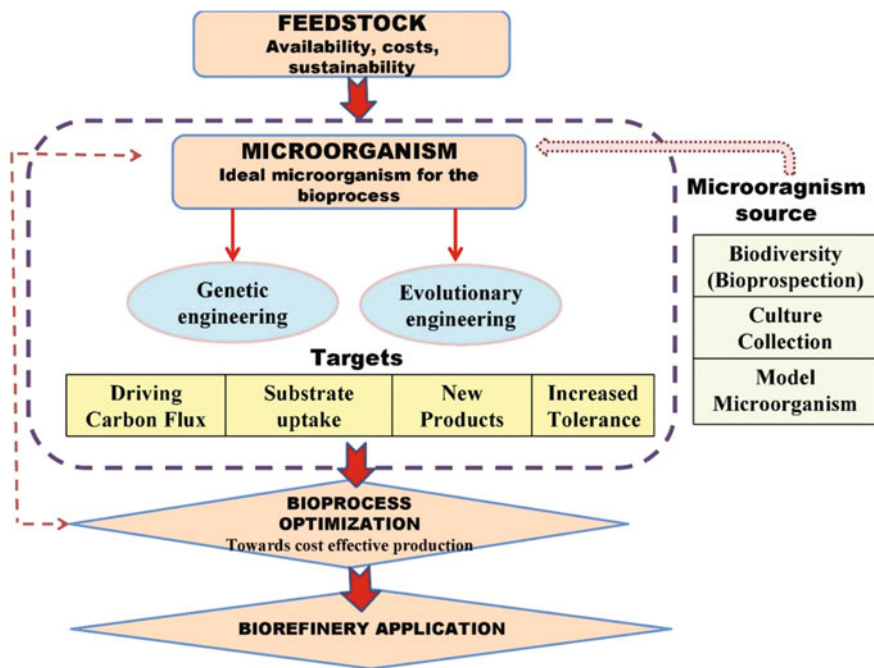 FEEDSTOCK
Availability, costs,
sustainability
MICROORGANISM
Ideal microorganism for the
bioprocess
Genetic
engineering
Evolutionary
engineering
Targets
Driving
Carbon Flux
Substrate
uptake
New
Products
Increased
Tolerance
Microoragnism
source
Biodiversity
(Bioprospection)
Culture
Collection
Model
Microorganism
BIOPROCESS
OPTIMIZATION
Towards cost effective production
BIOREFINERY APPLICATION